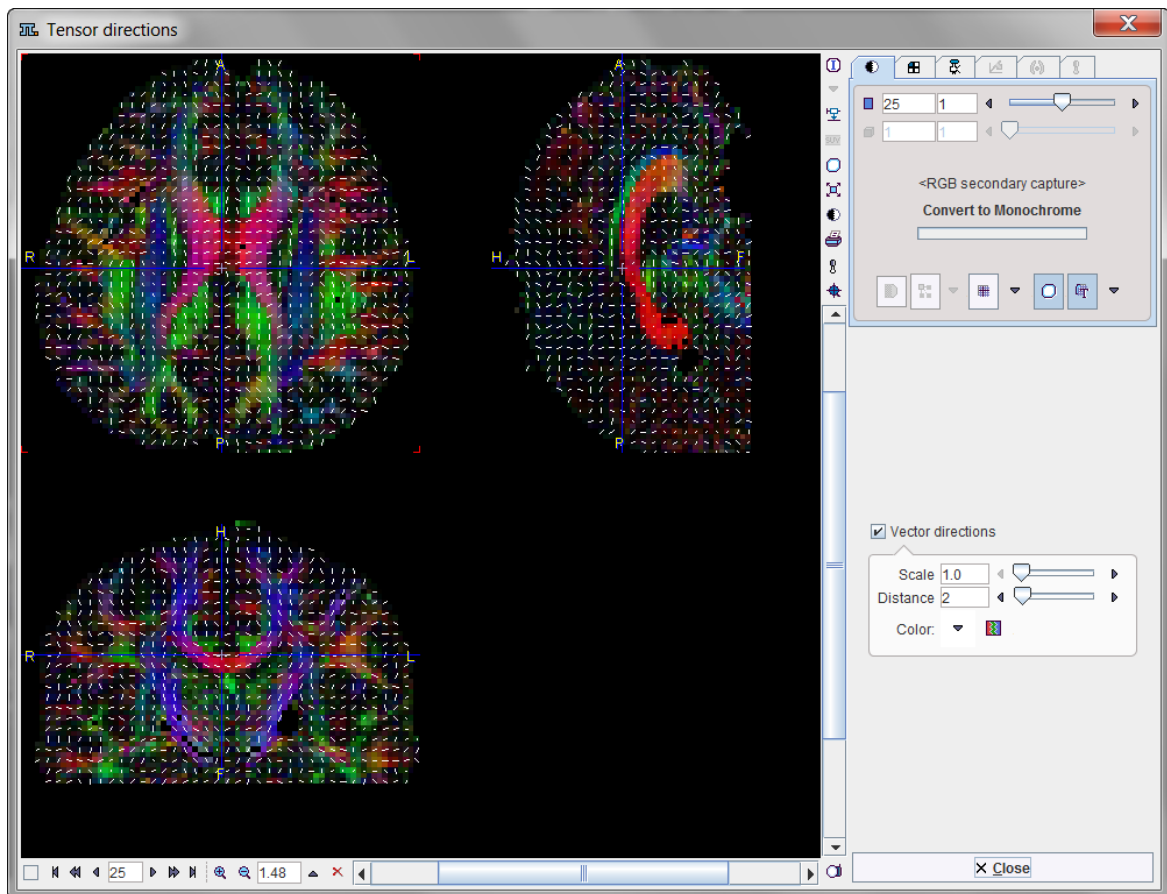 Tensor directions
A
R
L
P
A
H
F
P
H
R
L
F
25 1
1 1
<RGB secondary capture>
Convert to Monochrome
Vector directions
Scale 1.0
Distance 2
Color:
25
1.48
X Close